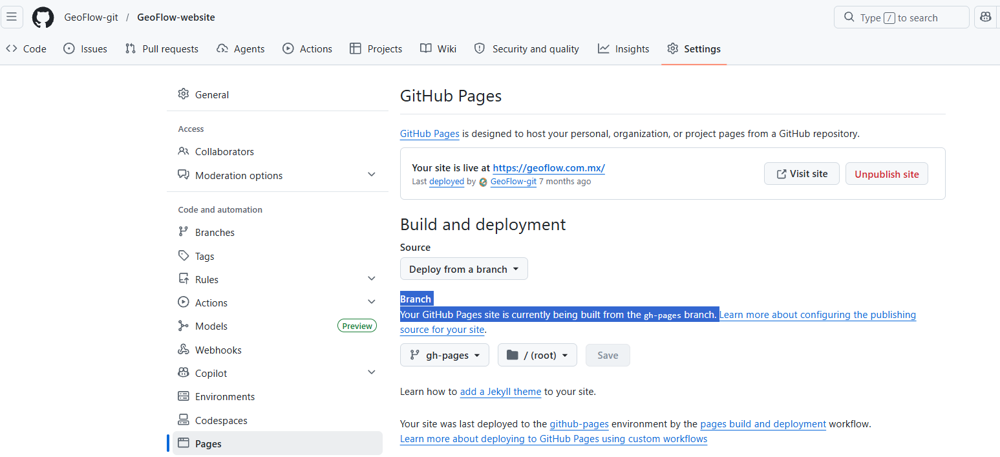 GeoFlow-git / GeoFlow-website
Type / to search
Code Issues Pull requests Agents Actions Projects Wiki Security and quality Insights Settings
General
Access
Collaborators
Moderation options
Code and automation
Branches
Tags
Rules
Actions
Models Preview
Webhooks
Copilot
Environments
Codespaces
Pages
GitHub Pages
GitHub Pages is designed to host your personal, organization, or project pages from a GitHub repository.
Your site is live at https://geoflow.com.mx/
Last deployed by GeoFlow-git 7 months ago
Visit site
Unpublish site
Build and deployment
Source
Deploy from a branch
Branch
Your GitHub Pages site is currently being built from the gh-pages branch. Learn more about configuring the publishing
source for your site.
gh-pages / (root) Save
Learn how to add a Jekyll theme to your site.
Your site was last deployed to the github-pages environment by the pages build and deployment workflow.
Learn more about deploying to GitHub Pages using custom workflows